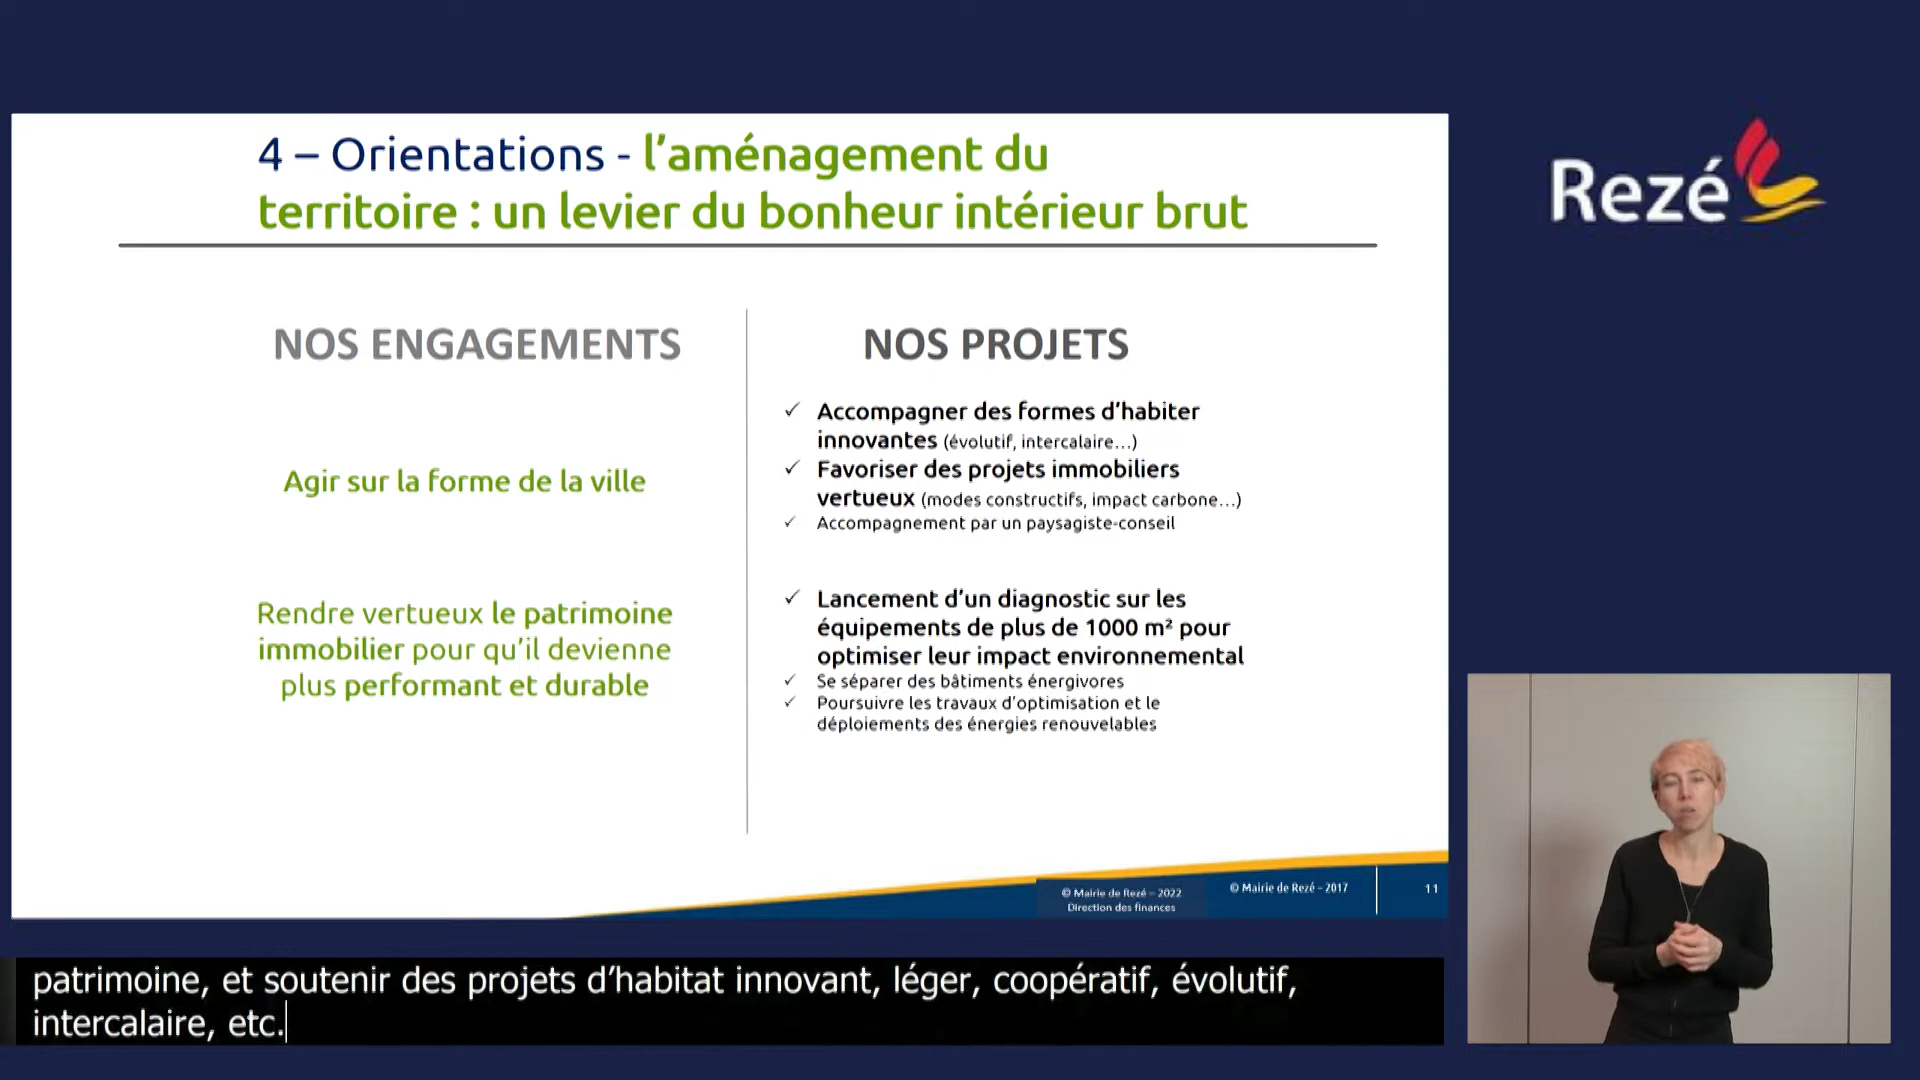 4 – Orientations - l’aménagement du
territoire : un levier du bonheur intérieur brut
Rezé
NOS ENGAGEMENTS
Agir sur la forme de la ville
Rendre vertueux le patrimoine
immobilier pour qu’il devienne
plus performant et durable
NOS PROJETS
✓ Accompagner des formes d’habiter
innovantes (évolutif, intercalaire…)
✓ Favoriser des projets immobiliers
vertueux (modes constructifs, impact carbone…)
✓ Accompagnement par un paysagiste-conseil
✓ Lancement d’un diagnostic sur les
équipements de plus de 1000 m² pour
optimiser leur impact environnemental
✓ Se séparer des bâtiments énergivores
✓ Poursuivre les travaux d’optimisation et le
déploiements des énergies renouvelables
© Mairie de Rezé – 2022
Direction des finances
© Mairie de Rezé – 2017
11
patrimoine, et soutenir des projets d’habitat innovant, léger, coopératif, évolutif,
intercalaire, etc.